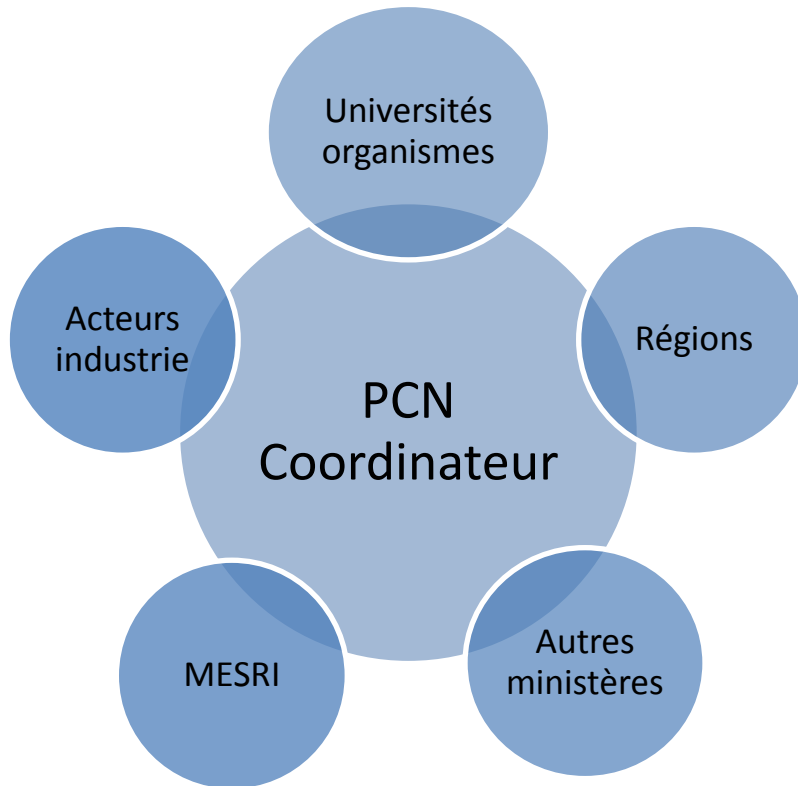 Universités
organismes
Acteurs
industrie
Régions
PCN
Coordinateur
MESRI
Autres
ministères